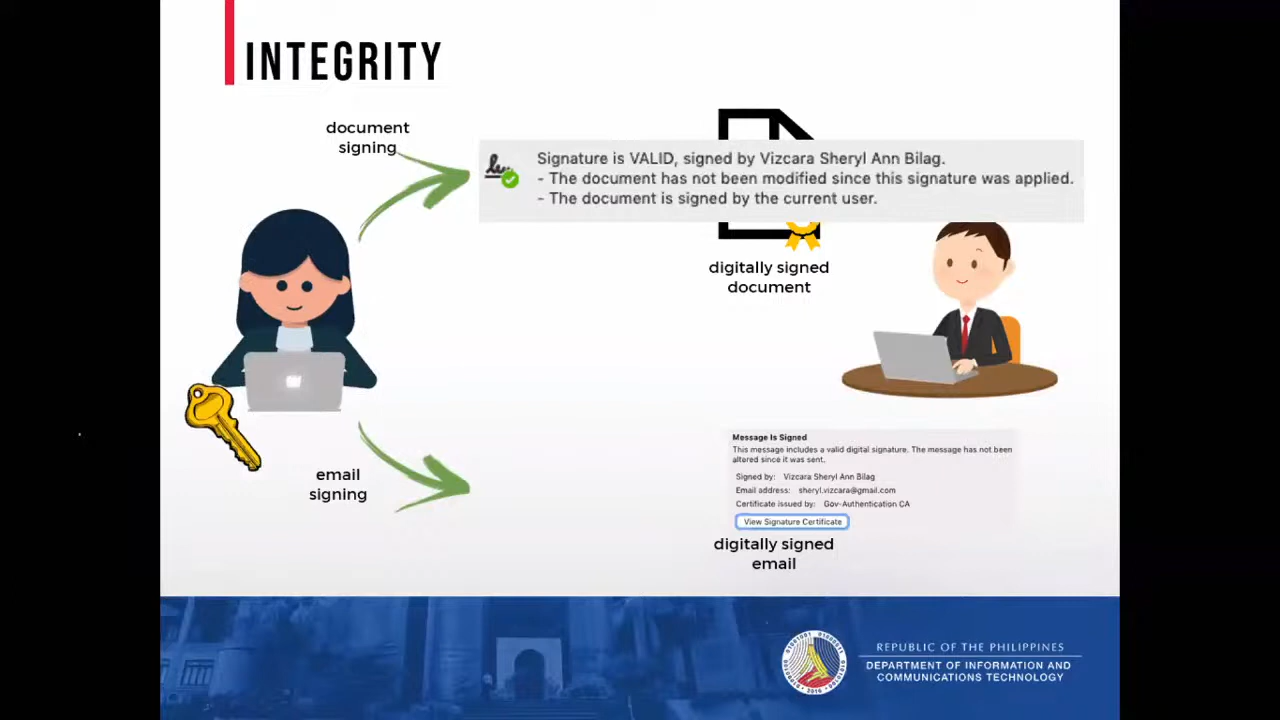 INTEGRITY
document
signing
Signature is VALID, signed by Vizcara Sheryl Ann Bilag.
- The document has not been modified since this signature was applied.
- The document is signed by the current user.
digitally signed
document
email
signing
Message Is Signed
This message includes a valid digital signature. The message has not been
altered since it was sent.
Signed by: Vizcara Sheryl Ann Bilag
Email address: sheryl.vizcara@gmail.com
Certificate issued by: Gov-Authentication CA
View Signature Certificate
digitally signed
email
REPUBLIC OF THE PHILIPPINES
DEPARTMENT OF INFORMATION AND
COMMUNICATIONS TECHNOLOGY